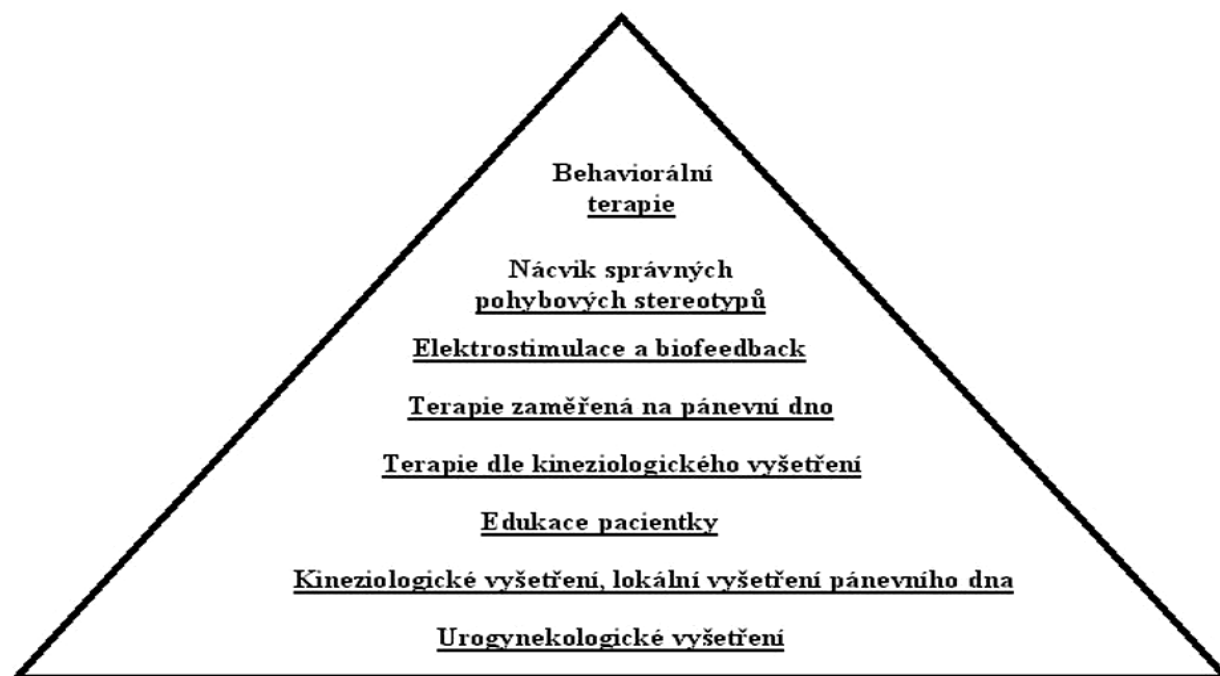 Behaviorální
terapie
Nácvik správných
pohybových stereotypů
Elektrostimulace a biofeedback
Terapie zaměřená na pánevní dno
Terapie dle kineziologického vyšetření
Edukace pacientky
Kineziologické vyšetření, lokální vyšetření pánevního dna
Urogynekologické vyšetření